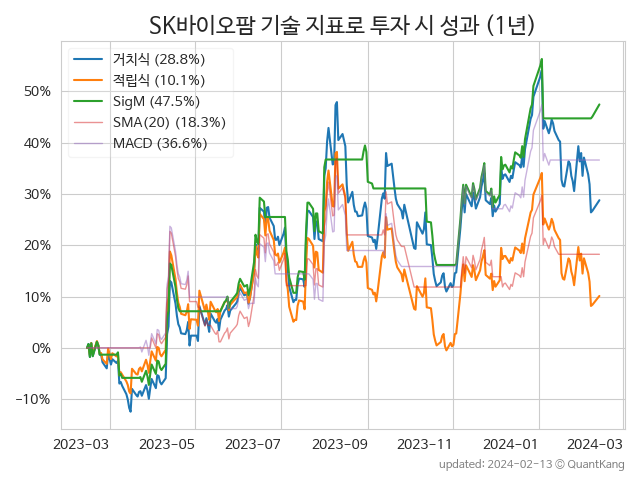 SK바이오팜 기술 지표로 투자 시 성과 (1년)
거치식 (28.8%)
적립식 (10.1%)
SigM (47.5%)
SMA(20) (18.3%)
MACD (36.6%)
50%
40%
30%
20%
10%
0%
−10%
2023-03 2023-05 2023-07 2023-09 2023-11 2024-01 2024-03
updated: 2024-02-13 © QuantKang